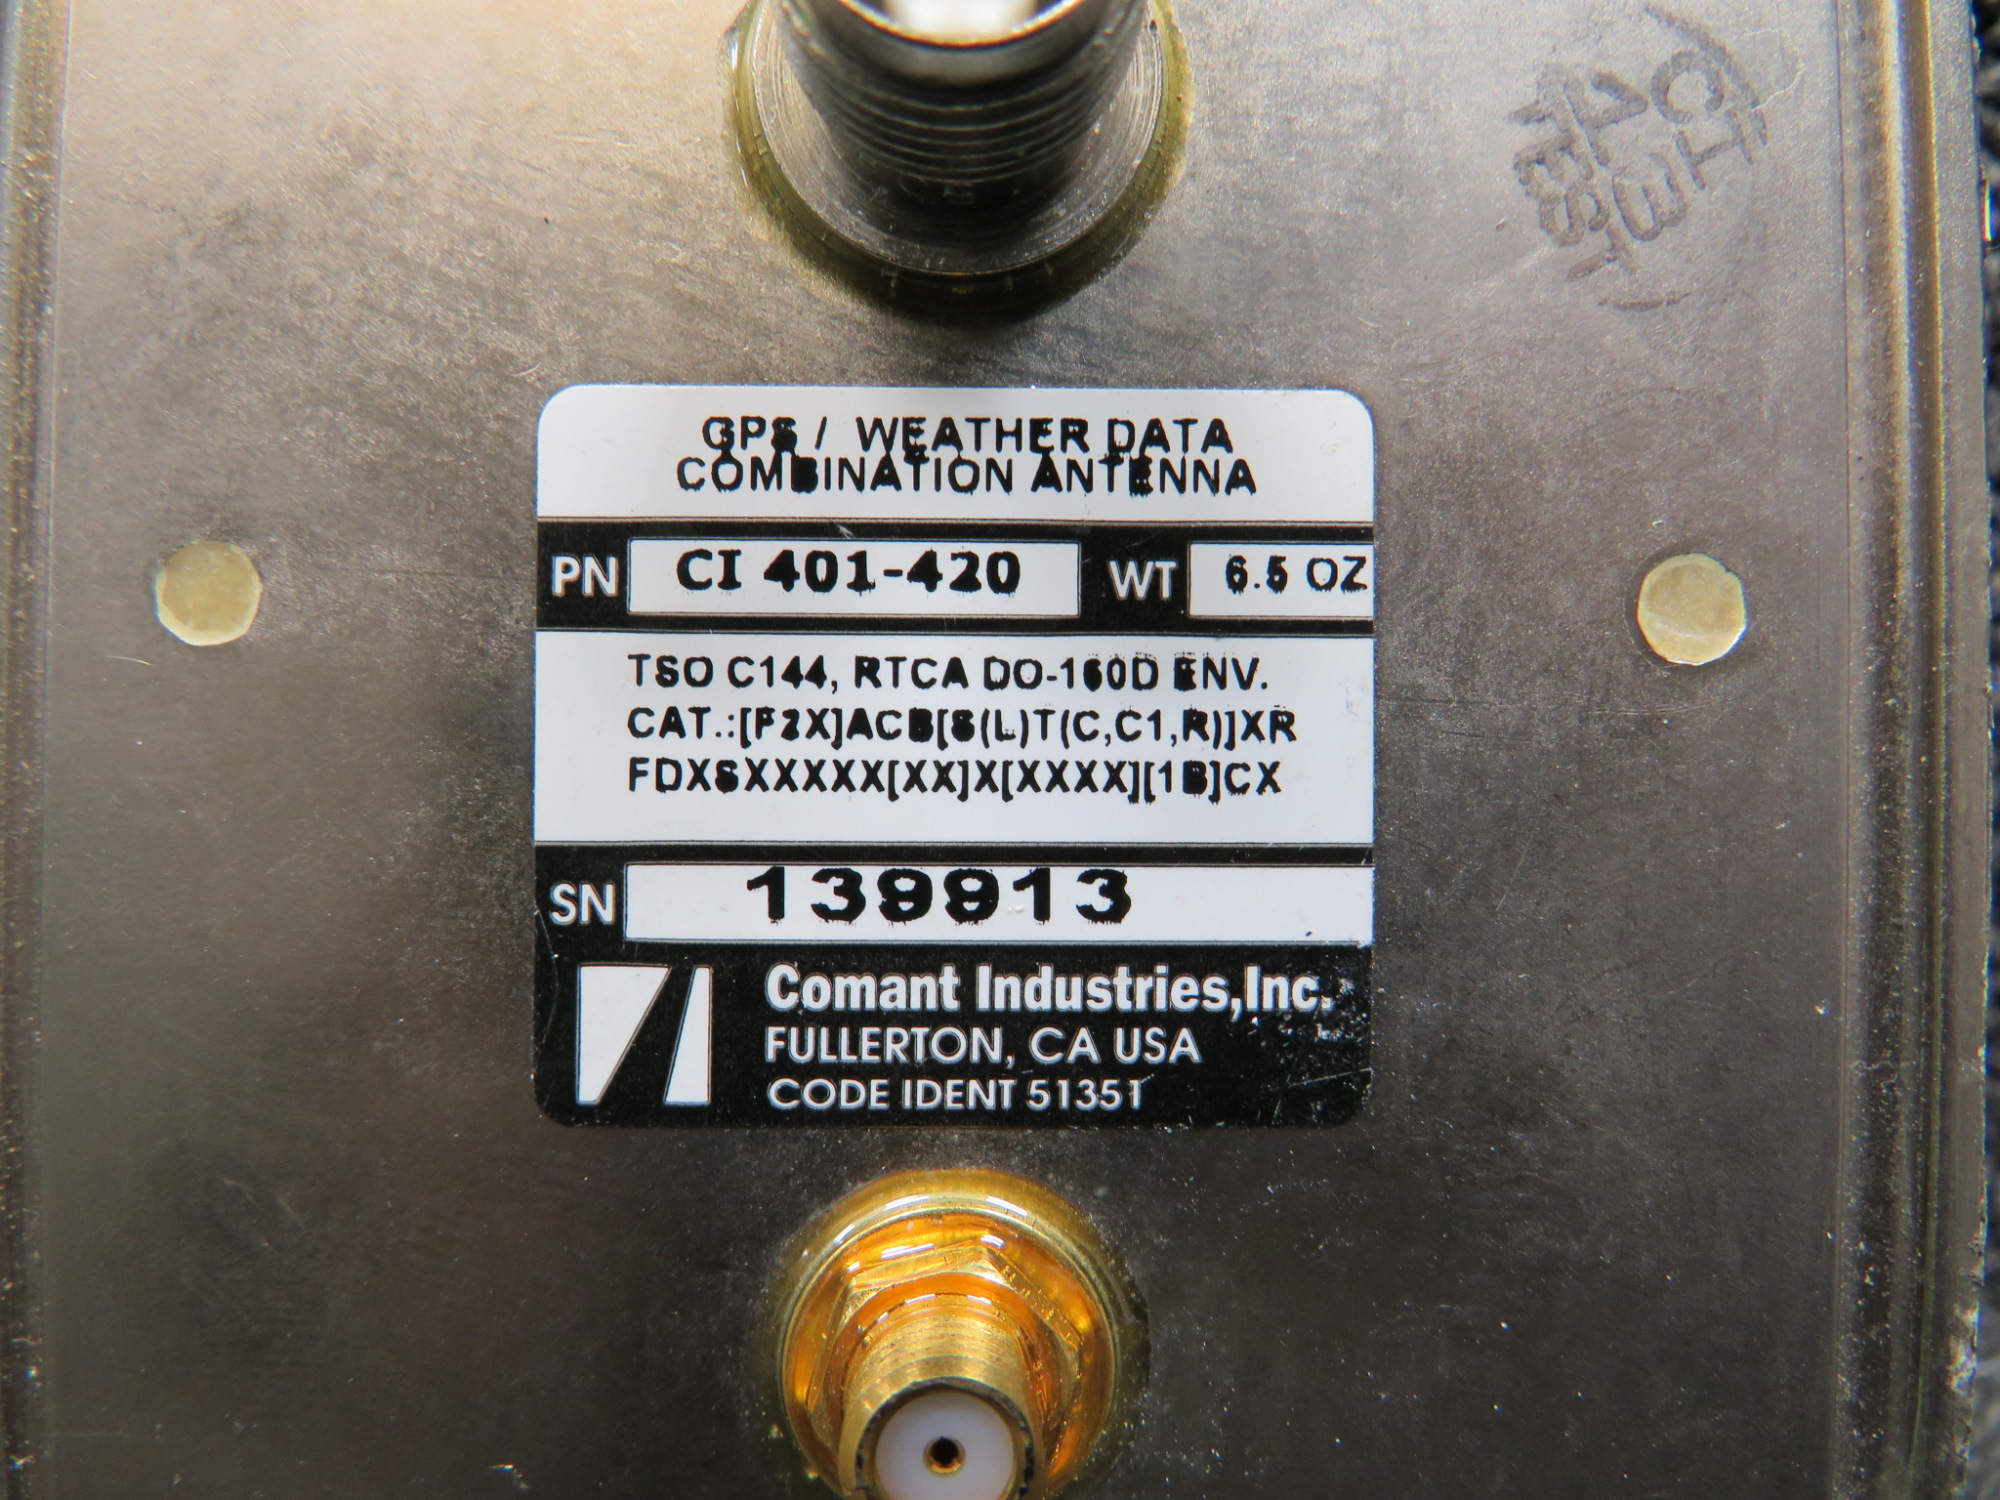 GPS / WEATHER DATA
COMBINATION ANTENNA
PN CI 401-420 WT 6.5 OZ
TSO C144, RTCA DO-160D ENV.
CAT.:[F2X]ACB[S(L)T(C,C1,R)]XR
FDXSXXXXX[XX]X[XXXX][1B]CX
SN 139913
Comant Industries,Inc.
FULLERTON, CA USA
CODE IDENT 51351